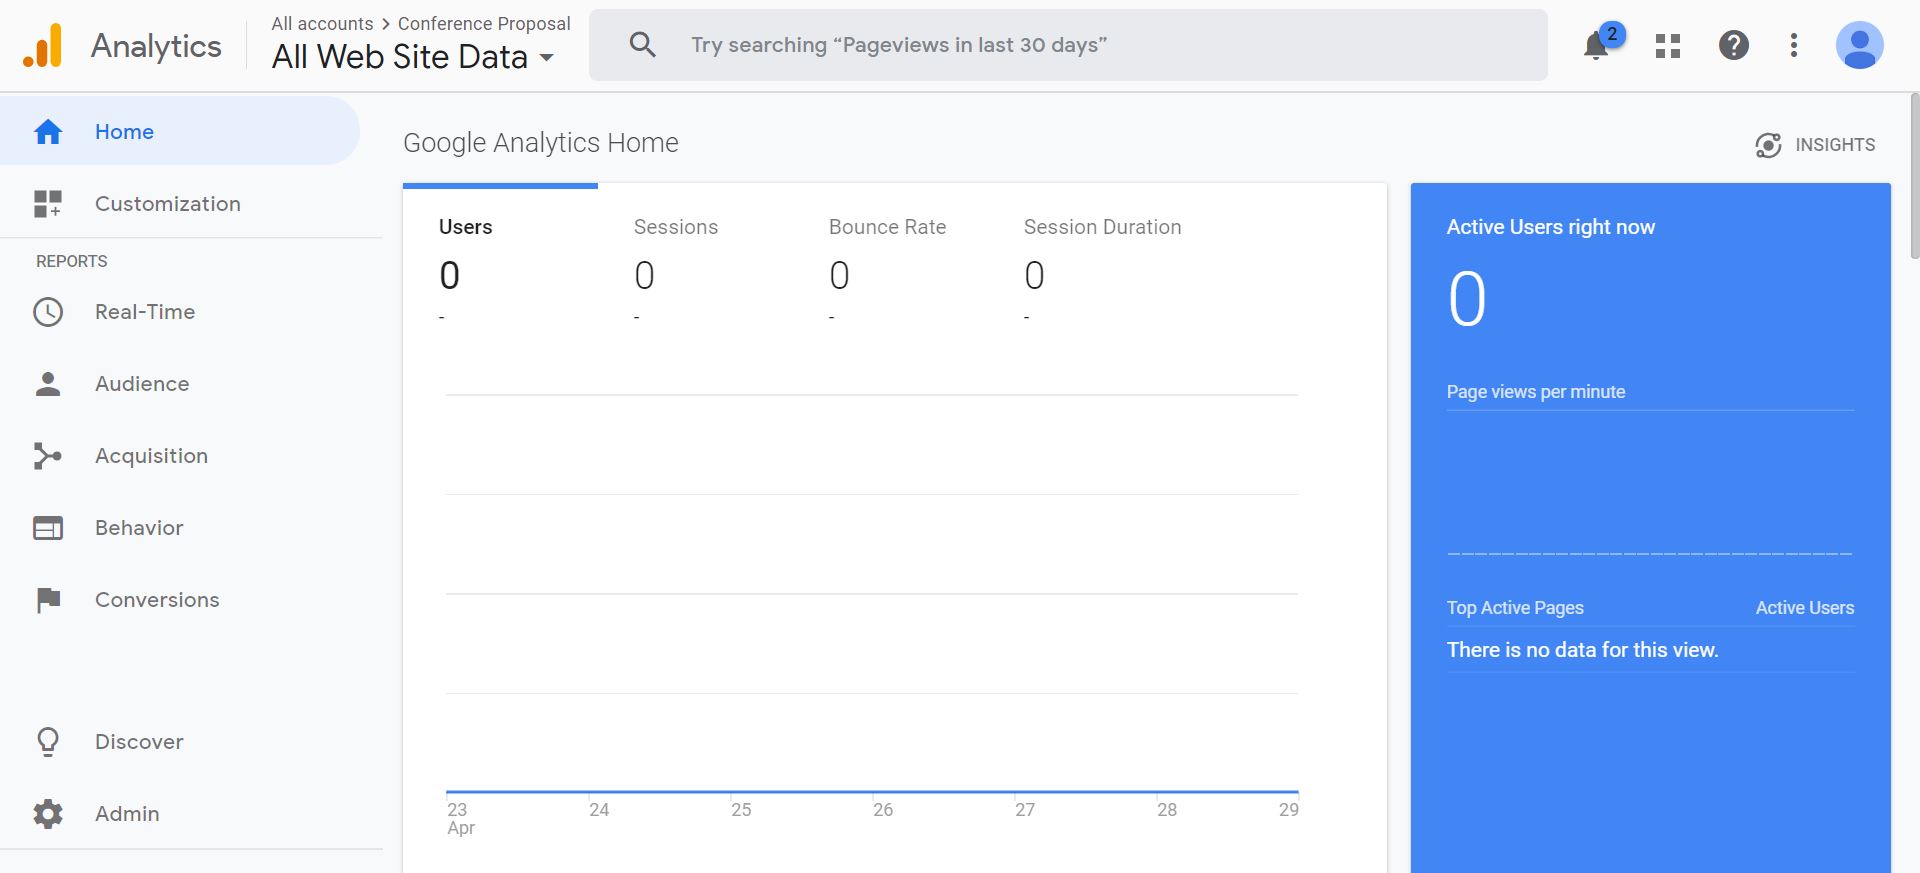 Analytics
All accounts > Conference Proposal
All Web Site Data
Try searching “Pageviews in last 30 days”
2
Home
Customization
REPORTS
Real-Time
Audience
Acquisition
Behavior
Conversions
Discover
Admin
Google Analytics Home
INSIGHTS
Users
0
-
Sessions
0
-
Bounce Rate
0
-
Session Duration
0
-
23 24 25 26 27 28 29
Apr
Active Users right now
0
Page views per minute
Top Active Pages Active Users
There is no data for this view.